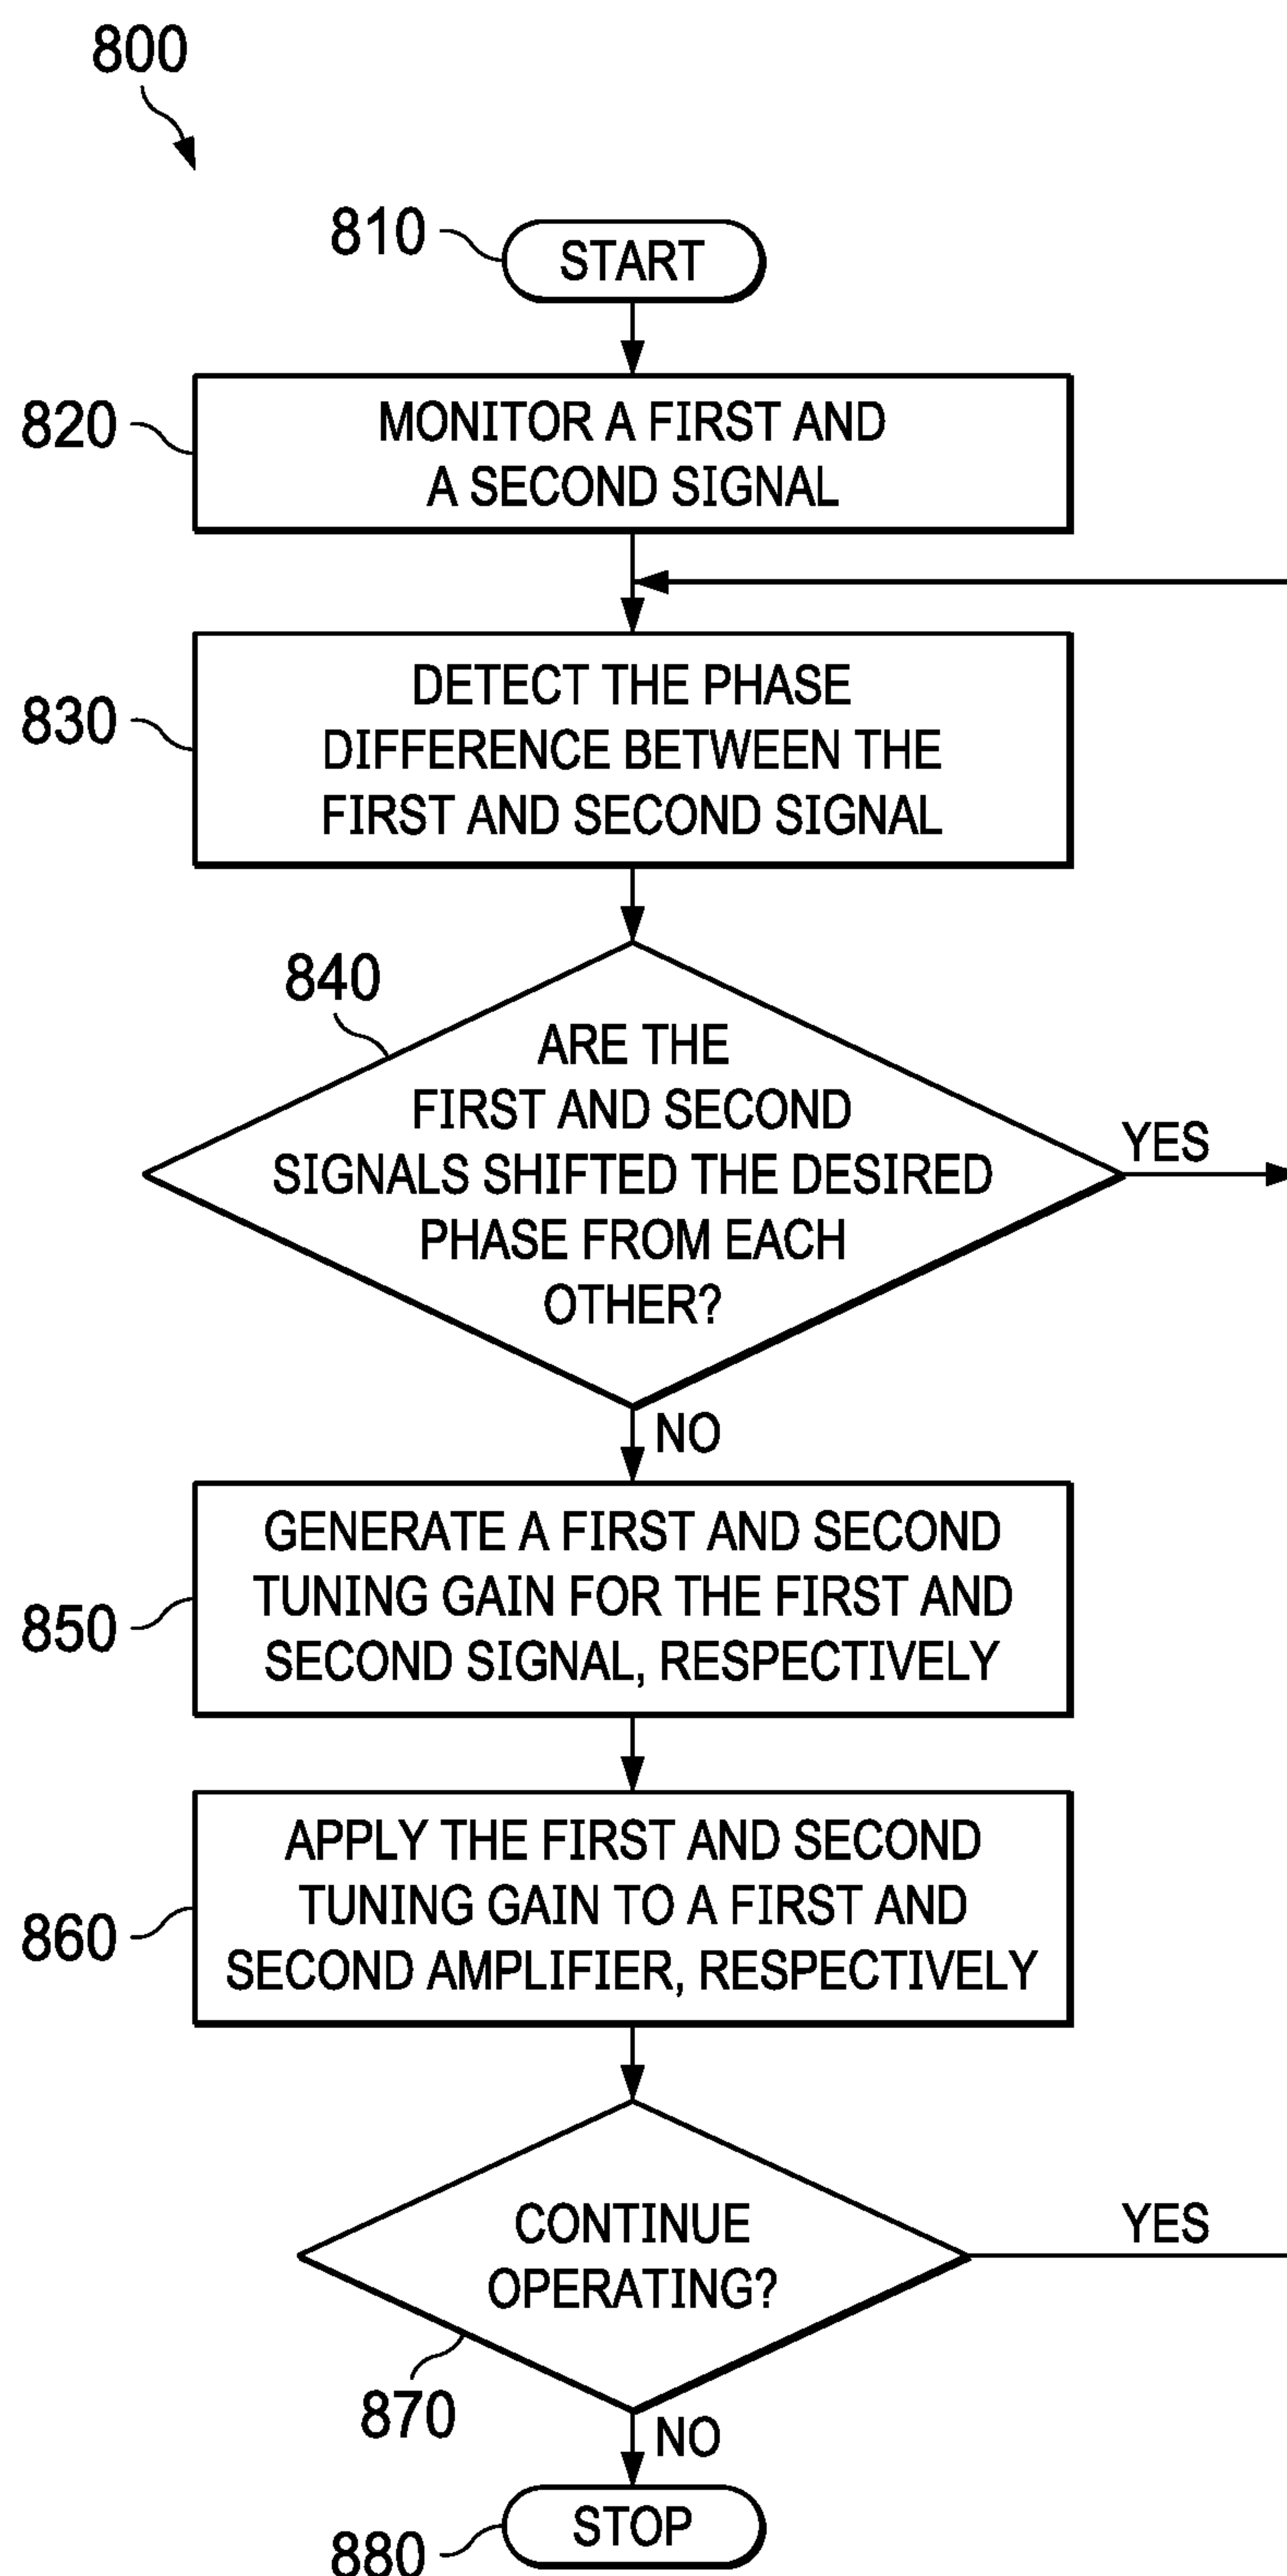 800
810
START
820
MONITOR A FIRST AND
A SECOND SIGNAL
830
DETECT THE PHASE
DIFFERENCE BETWEEN THE
FIRST AND SECOND SIGNAL
840
ARE THE
FIRST AND SECOND
SIGNALS SHIFTED THE DESIRED
PHASE FROM EACH
OTHER?
YES
NO
850
GENERATE A FIRST AND SECOND
TUNING GAIN FOR THE FIRST AND
SECOND SIGNAL, RESPECTIVELY
860
APPLY THE FIRST AND SECOND
TUNING GAIN TO A FIRST AND
SECOND AMPLIFIER, RESPECTIVELY
CONTINUE
OPERATING?
YES
870
NO
STOP
880